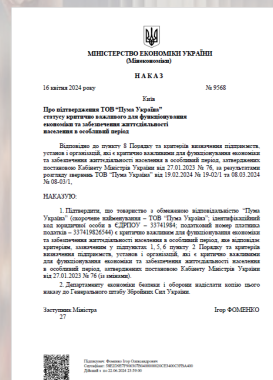 МІНІСТЕРСТВО ЕКОНОМІКИ УКРАЇНИ
(Мінекономіки)
Н А К А З
16 квітня 2024 року № 9568
Київ
Про підтвердження ТОВ “Пума Україна”
статусу критично важливого для функціонування
економіки та забезпечення життєдіяльності
населення в особливий період
Відповідно до пункту 8 Порядку та критеріїв визначення підприємств,
установ і організацій, які є критично важливими для функціонування економіки
та забезпечення життєдіяльності населення в особливий період, затверджених
постановою Кабінету Міністрів України від 27.01.2023 № 76, за результатами
розгляду звернень ТОВ “Пума Україна” від 19.02.2024 № 19-02/1 та 08.03.2024
№ 08-03/1,
НАКАЗУЮ:
1. Підтвердити, що товариство з обмеженою відповідальністю “Пума
Україна” (скорочене найменування – ТОВ “Пума Україна”; ідентифікаційний
код юридичної особи в ЄДРПОУ – 35741984; податковий номер платника
податків – 357419826544) є критично важливим для функціонування економіки
та забезпечення життєдіяльності населення в особливий період, яке відповідає
критеріям, зазначеним у підпунктах 1, 5, 6 пункту 2 Порядку та критеріїв
визначення підприємств, установ і організацій, які є критично важливими для
функціонування економіки та забезпечення життєдіяльності населення
в особливий період, затверджених постановою Кабінету Міністрів України
від 27.01.2023 № 76 (із змінами).
2. Департаменту економіки безпеки і оборони надіслати копію цього
наказу до Генерального штабу Збройних Сил України.
Заступник Міністра Ігор ФОМЕНКО
27
Підписувач Фоменко Ігор